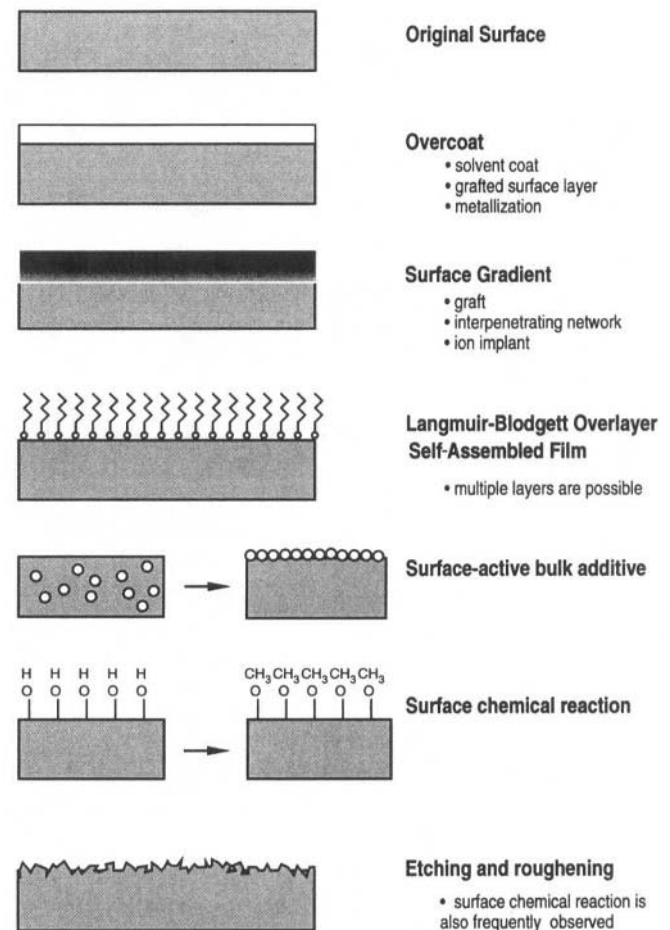 Original Surface
Overcoat
• solvent coat
• grafted surface layer
• metallization
Surface Gradient
• graft
• interpenetrating network
• ion implant
Langmuir-Blodgett Overlayer
Self-Assembled Film
• multiple layers are possible
Surface-active bulk additive
H H H H H
O O O O O
CH₃ CH₃ CH₃ CH₃ CH₃
O O O O O
Surface chemical reaction
Etching and roughening
• surface chemical reaction is
also frequently observed